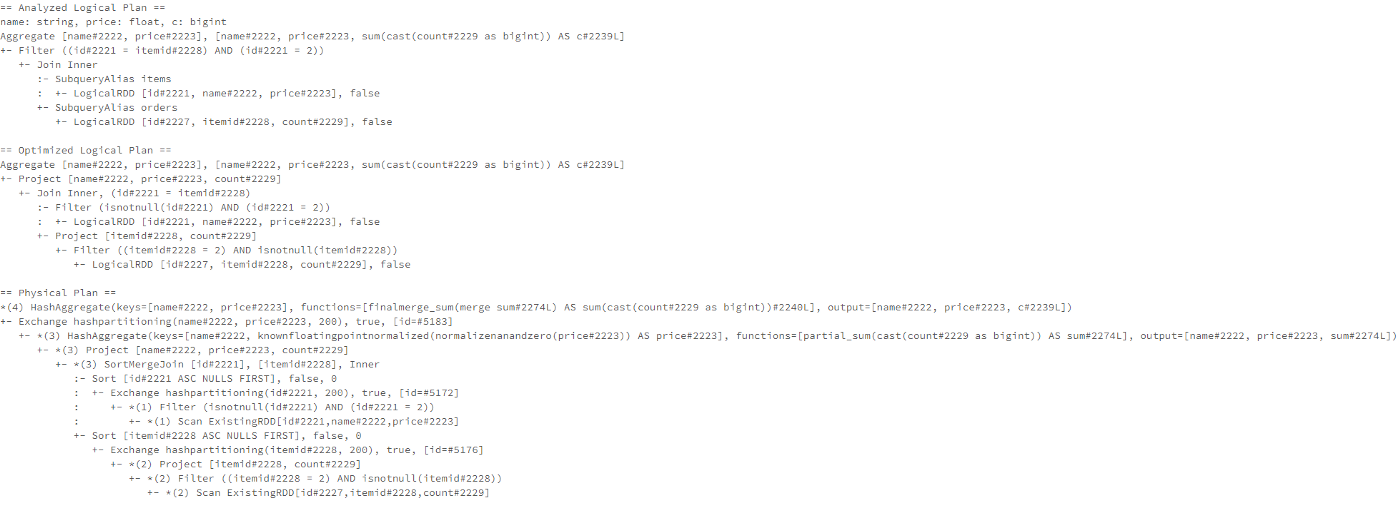 == Analyzed Logical Plan ==
name: string, price: float, c: bigint
Aggregate [name#2222, price#2223], [name#2222, price#2223, sum(cast(count#2229 as bigint)) AS c#2239L]
+- Filter ((id#2221 = itemid#2228) AND (id#2221 = 2))
   +- Join Inner
      :- SubqueryAlias items
      :  +- LogicalRDD [id#2221, name#2222, price#2223], false
      +- SubqueryAlias orders
         +- LogicalRDD [id#2227, itemid#2228, count#2229], false

== Optimized Logical Plan ==
Aggregate [name#2222, price#2223], [name#2222, price#2223, sum(cast(count#2229 as bigint)) AS c#2239L]
+- Project [name#2222, price#2223, count#2229]
   +- Join Inner, (id#2221 = itemid#2228)
      :- Filter (isnotnull(id#2221) AND (id#2221 = 2))
      :  +- LogicalRDD [id#2221, name#2222, price#2223], false
      +- Project [itemid#2228, count#2229]
         +- Filter ((itemid#2228 = 2) AND isnotnull(itemid#2228))
            +- LogicalRDD [id#2227, itemid#2228, count#2229], false

== Physical Plan ==
*(4) HashAggregate(keys=[name#2222, price#2223], functions=[finalmerge_sum(merge sum#2274L) AS sum(cast(count#2229 as bigint))#2240L], output=[name#2222, price#2223, c#2239L])
+- Exchange hashpartitioning(name#2222, price#2223, 200), true, [id=#5183]
   +- *(3) HashAggregate(keys=[name#2222, knownfloatingpointnormalized(normalizenanandzero(price#2223)) AS price#2223], functions=[partial_sum(cast(count#2229 as bigint)) AS sum#2274L], output=[name#2222, price#2223, sum#2274L])
      +- *(3) Project [name#2222, price#2223, count#2229]
         +- *(3) SortMergeJoin [id#2221], [itemid#2228], Inner
            :- Sort [id#2221 ASC NULLS FIRST], false, 0
            :  +- Exchange hashpartitioning(id#2221, 200), true, [id=#5172]
            :     +- *(1) Filter (isnotnull(id#2221) AND (id#2221 = 2))
            :        +- *(1) Scan ExistingRDD[id#2221,name#2222,price#2223]
            +- Sort [itemid#2228 ASC NULLS FIRST], false, 0
               +- Exchange hashpartitioning(itemid#2228, 200), true, [id=#5176]
                  +- *(2) Project [itemid#2228, count#2229]
                     +- *(2) Filter ((itemid#2228 = 2) AND isnotnull(itemid#2228))
                        +- *(2) Scan ExistingRDD[id#2227,itemid#2228,count#2229]